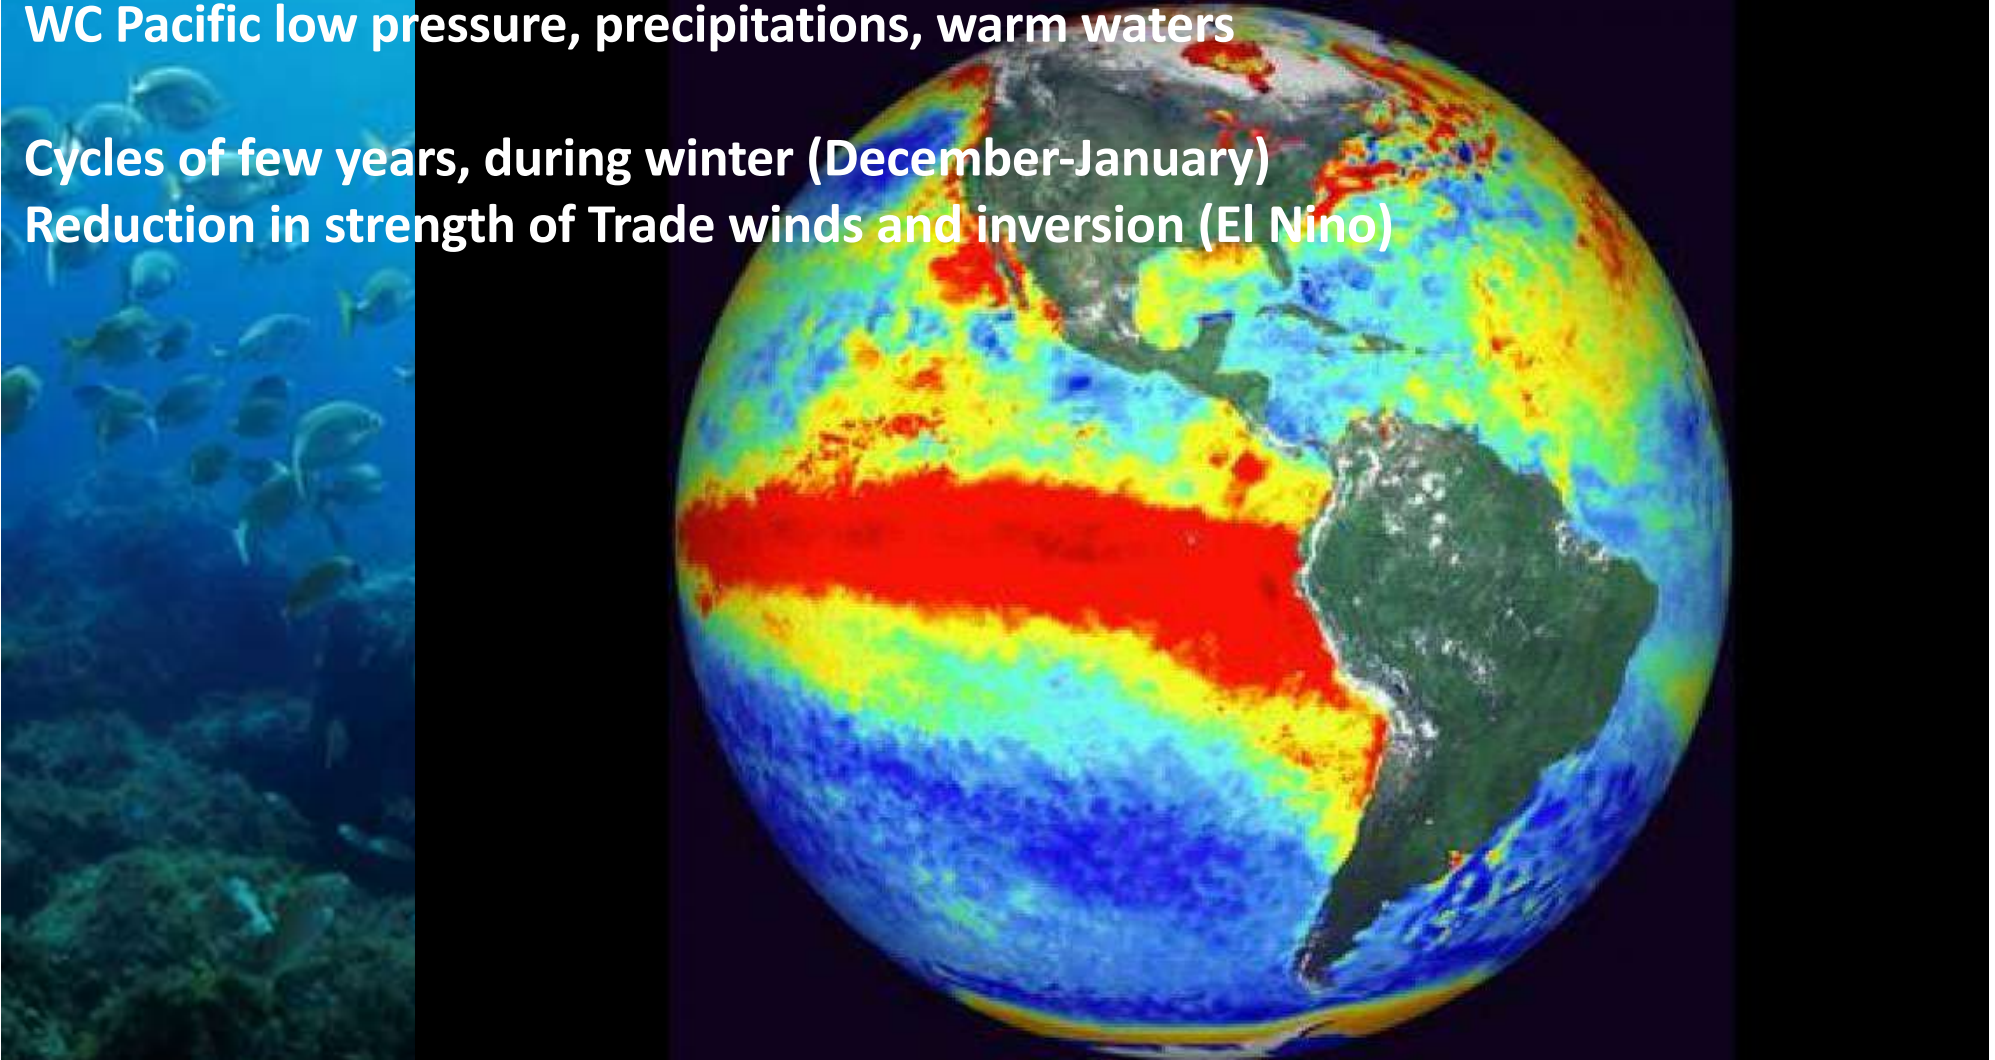 WC Pacific low pressure, precipitations, warm waters
Cycles of few years, during winter (December-January)
Reduction in strength of Trade winds and inversion (El Nino)